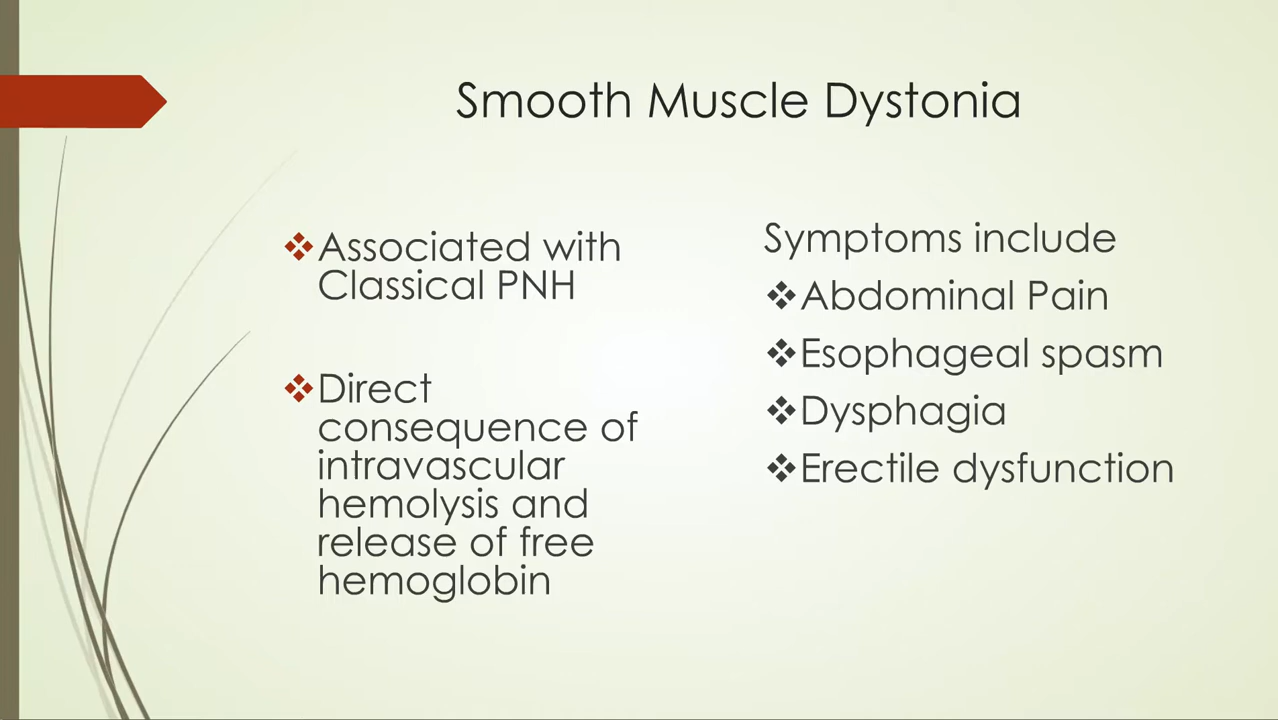 Smooth Muscle Dystonia
❖Associated with
Classical PNH
❖Direct
consequence of
intravascular
hemolysis and
release of free
hemoglobin
Symptoms include
❖Abdominal Pain
❖Esophageal spasm
❖Dysphagia
❖Erectile dysfunction